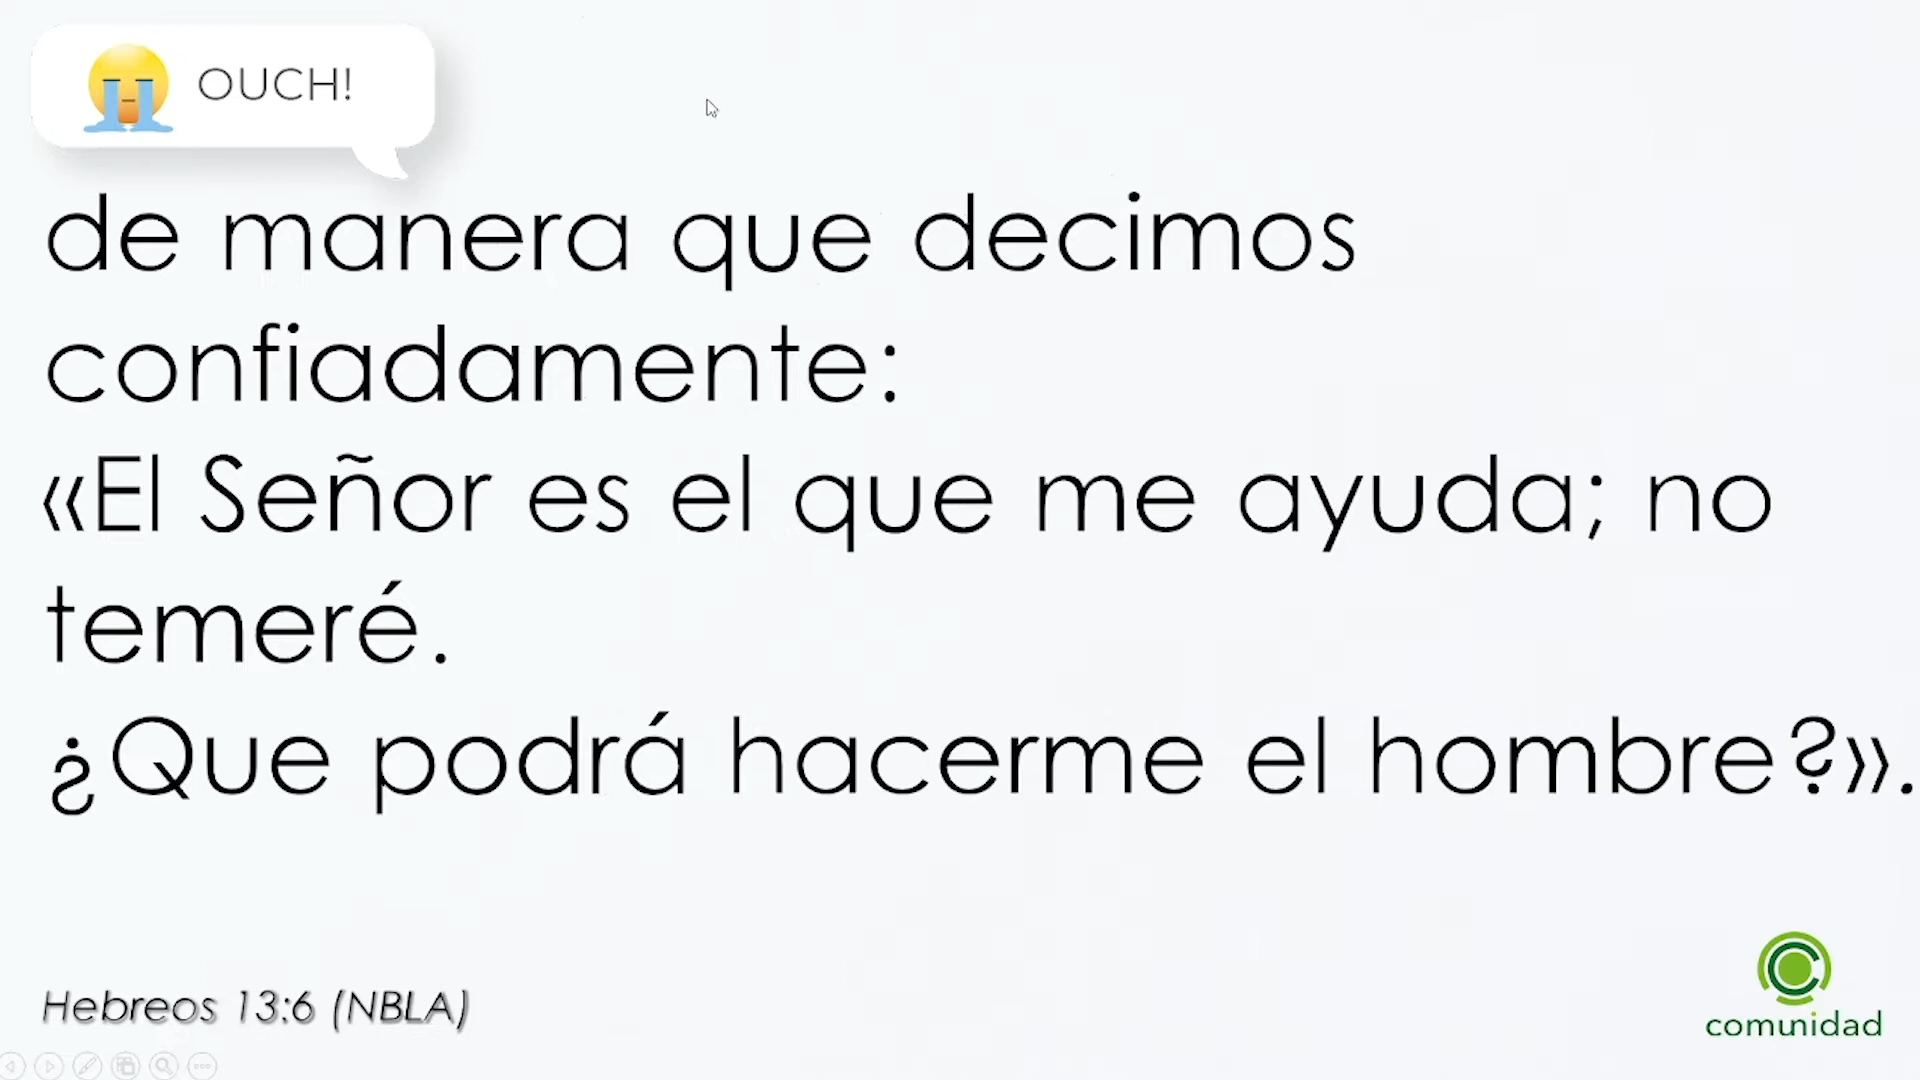 OUCH!
de manera que decimos
confiadamente:
«El Señor es el que me ayuda; no
temeré.
¿Que podrá hacerme el hombre?».
Hebreos 13:6 (NBLA)
comunidad